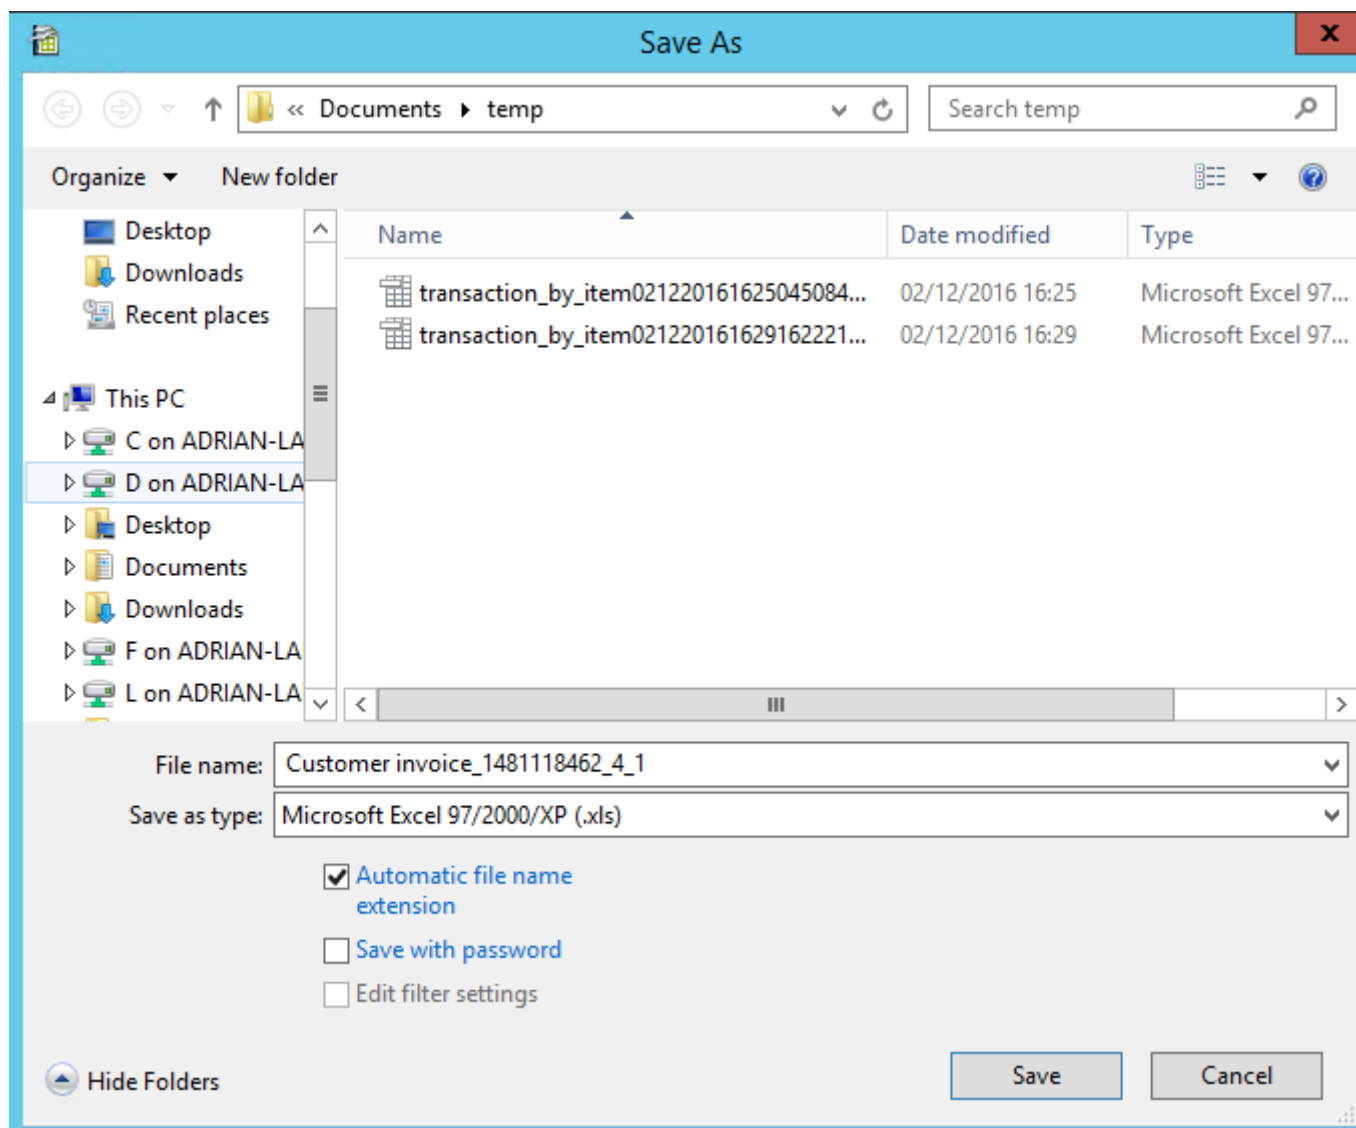 Save As
x
« Documents temp
Search temp
Organize New folder
Name Date modified Type
Desktop
Downloads
Recent places
This PC
C on ADRIAN-LA
D on ADRIAN-LA
Desktop
Documents
Downloads
F on ADRIAN-LA
L on ADRIAN-LA
transaction_by_item021220161625045084... 02/12/2016 16:25 Microsoft Excel 97...
transaction_by_item021220161629162221... 02/12/2016 16:29 Microsoft Excel 97...
File name: Customer invoice_1481118462_4_1
Save as type: Microsoft Excel 97/2000/XP (.xls)
Automatic file name
extension
Save with password
Edit filter settings
Hide Folders
Save Cancel